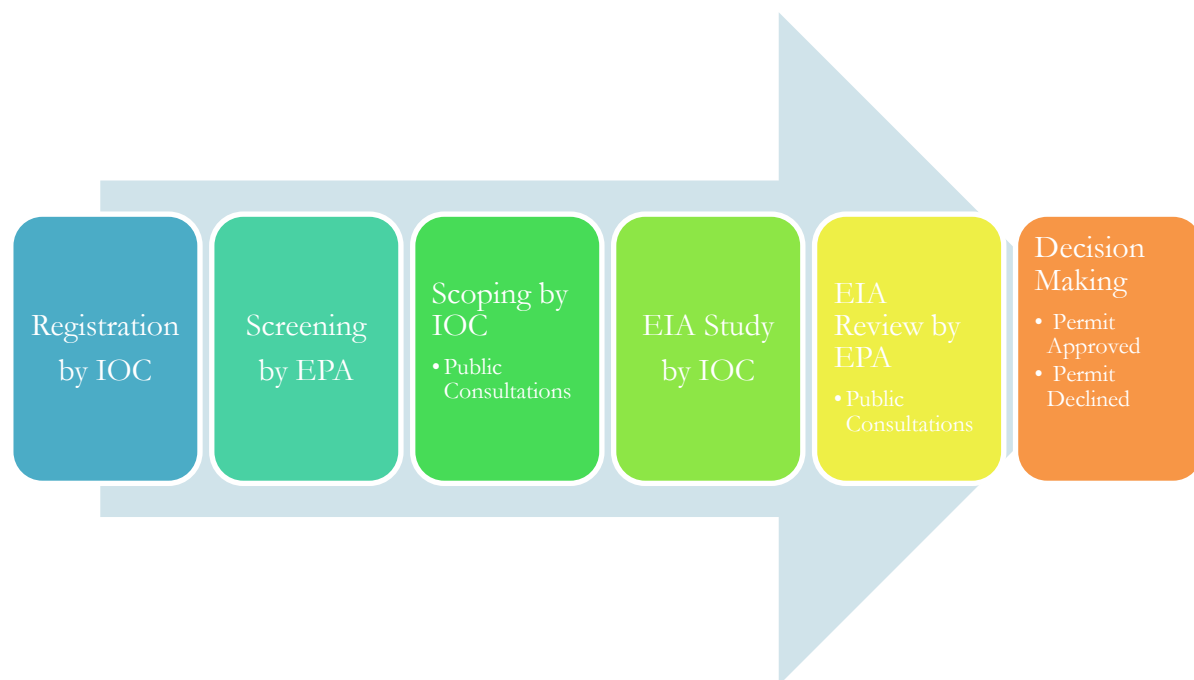 Registration
by IOC
Screening
by EPA
Scoping by
IOC
• Public
Consultations
EIA Study
by IOC
EIA
Review by
EPA
• Public
Consultations
Decision
Making
• Permit
Approved
• Permit
Declined